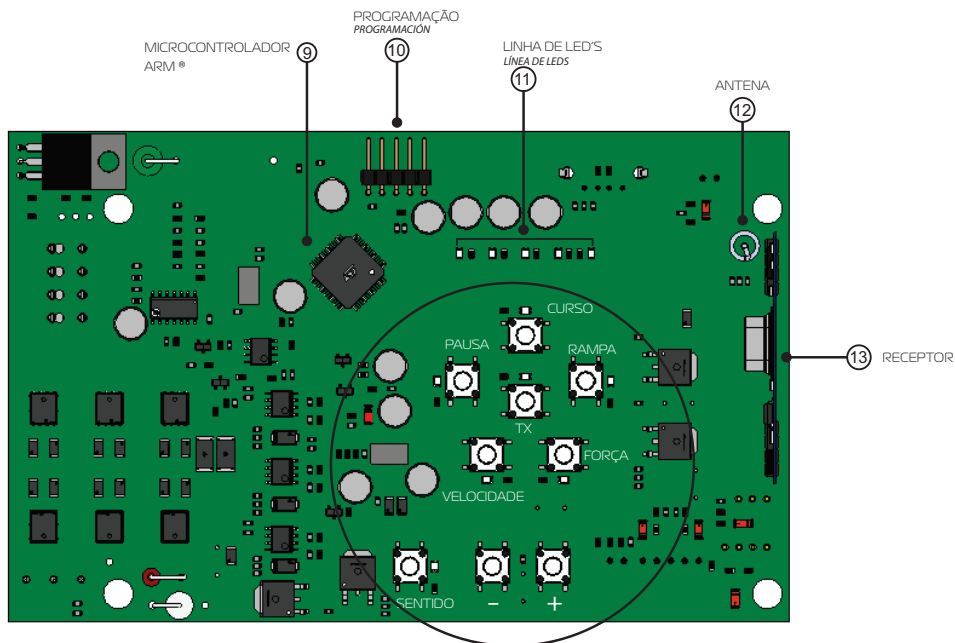 PROGRAMAÇÃO
PROGRAMACIÓN
10
MICROCONTROLADOR
ARM ®
9
LINHA DE LED'S
LÍNEA DE LEDS
11
ANTENA
12
CURSO
PAUSA
RAMPA
13 RECEPTOR
TX
FORÇA
VELOCIDADE
SENTIDO
- +